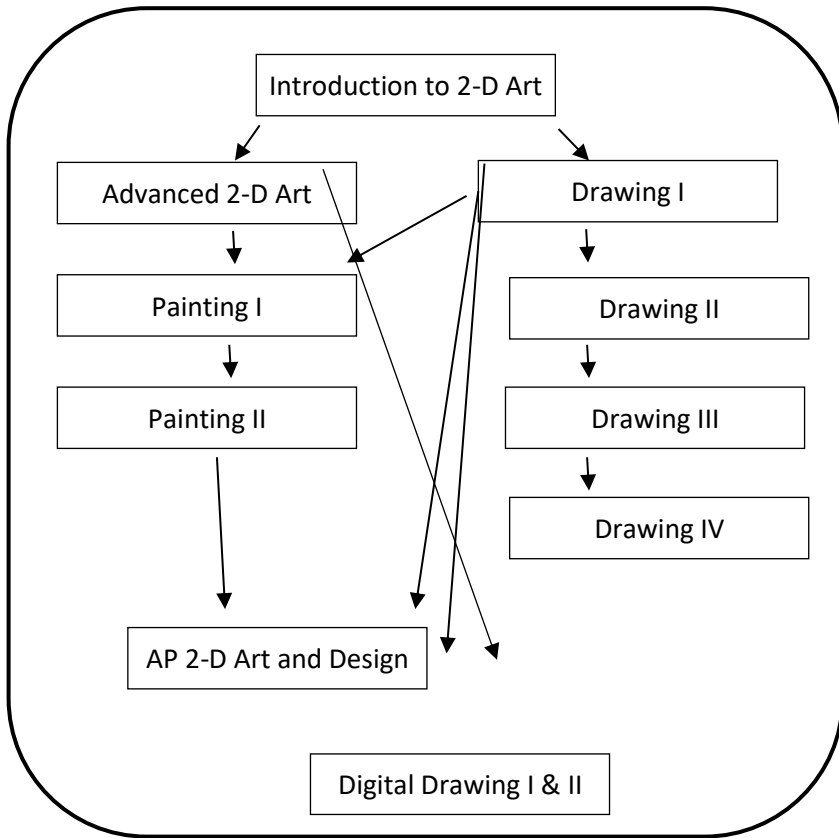 Introduction to 2-D Art
Advanced 2-D Art
Drawing I
Painting I
Drawing II
Painting II
Drawing III
Drawing IV
AP 2-D Art and Design
Digital Drawing I & II